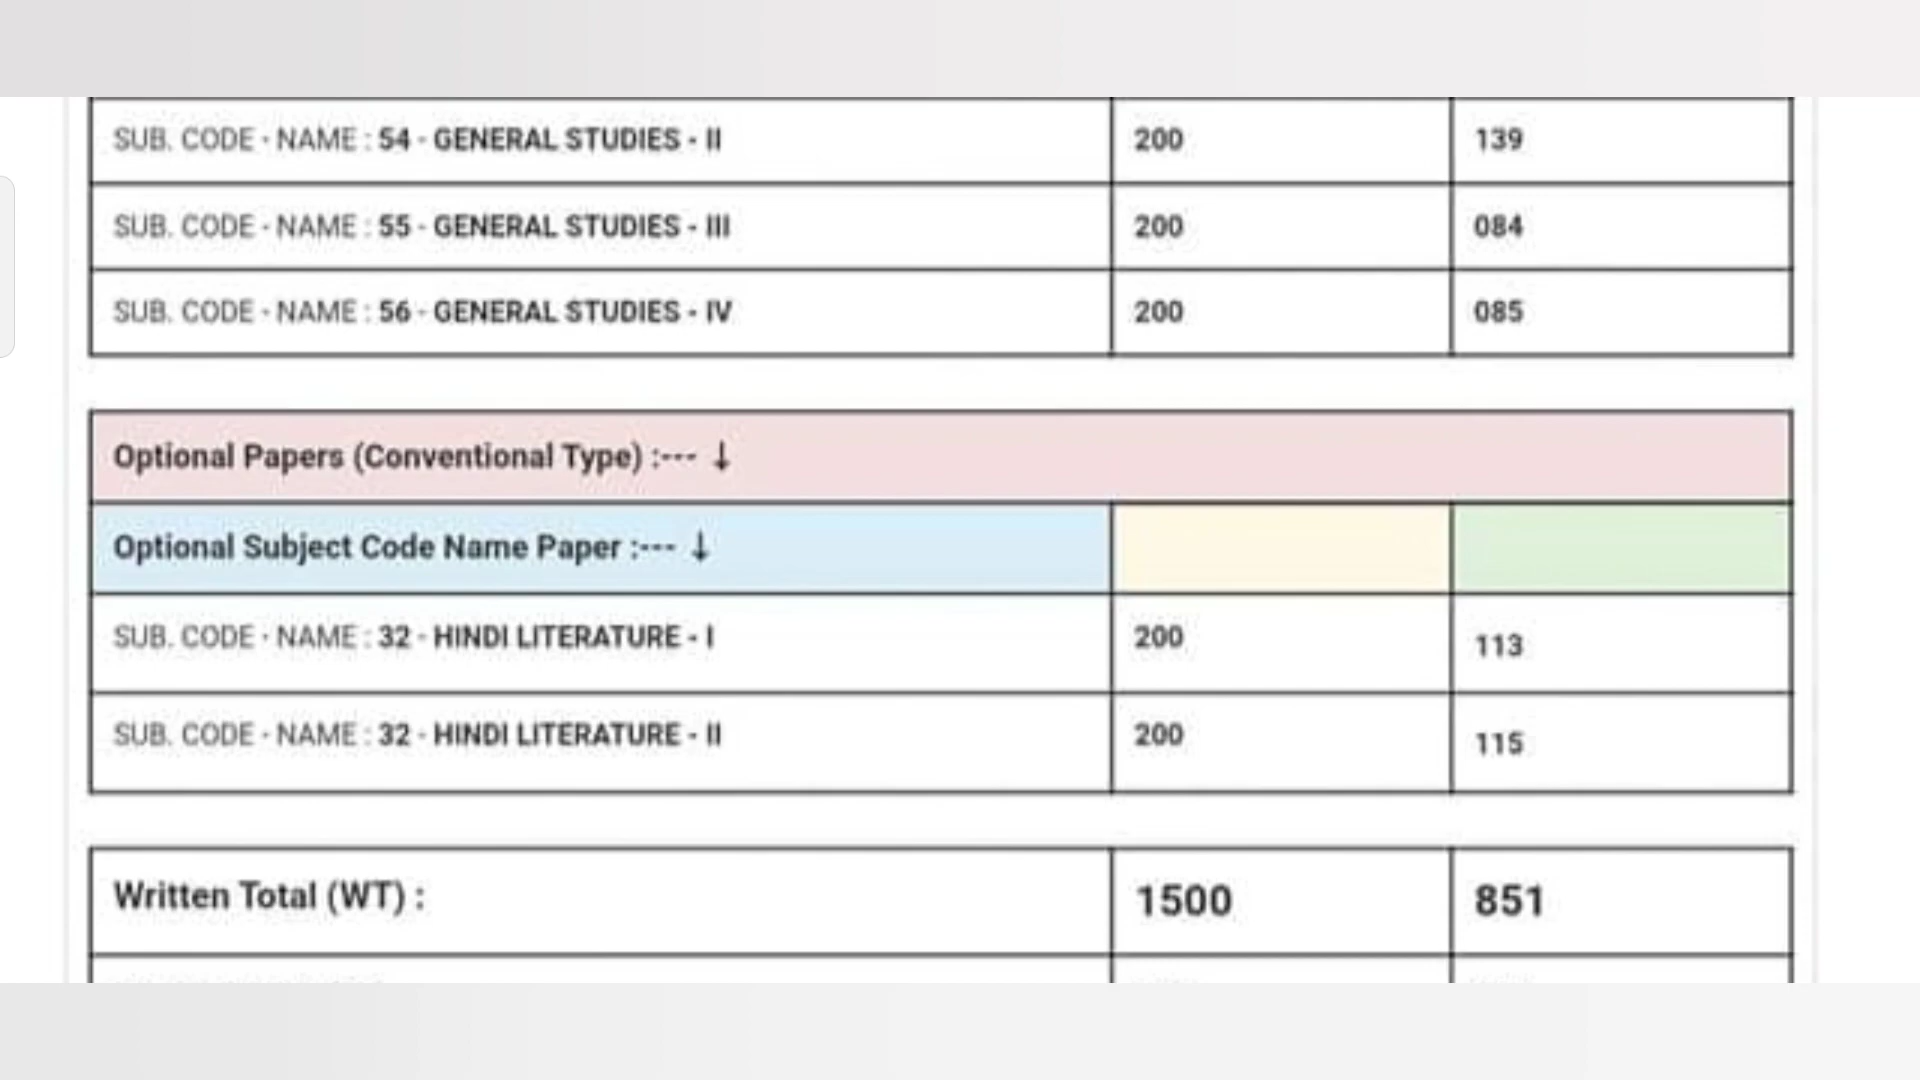 SUB. CODE - NAME : 54 - GENERAL STUDIES - II 200 139
SUB. CODE - NAME : 55 - GENERAL STUDIES - III 200 084
SUB. CODE - NAME : 56 - GENERAL STUDIES - IV 200 085
Optional Papers (Conventional Type) :--- ↓
Optional Subject Code Name Paper :--- ↓
SUB. CODE - NAME : 32 - HINDI LITERATURE - I 200 113
SUB. CODE - NAME : 32 - HINDI LITERATURE - II 200 115
Written Total (WT) : 1500 851